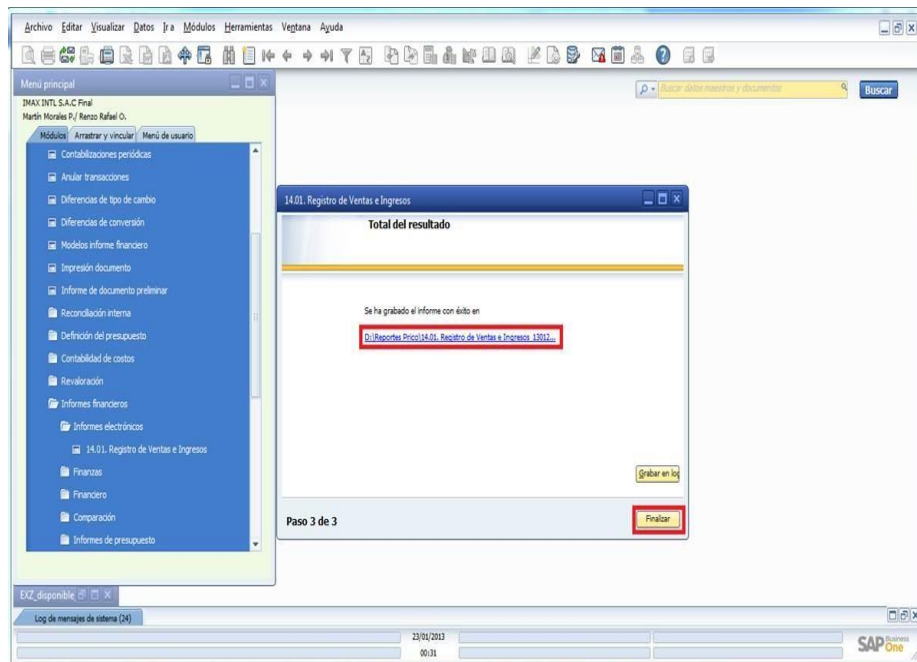 Archivo Editar Visualizar Datos Ir a Módulos Herramientas Ventana Ayuda
Menú principal
Buscar datos maestros y documentos
Buscar
IMAX INTL S.A.C Final
Martin Morales P./ Renzo Rafael O.
Módulos Arrastrar y vincular Menú de usuario
Contabilizaciones periódicas
Anular transacciones
Diferencias de tipo de cambio
Diferencias de conversión
Modelos informe financiero
Impresión documento
Informe de documento preliminar
Reconciliación interna
Definición del presupuesto
Contabilidad de costos
Revaloración
Informes financieros
Informes electrónicos
14.01. Registro de Ventas e Ingresos
Finanzas
Financiero
Comparación
Informes de presupuesto
14.01. Registro de Ventas e Ingresos
Total del resultado
Se ha grabado el informe con éxito en
D:\Reportes Prico\14.01. Registro de Ventas e Ingresos_13012...
Grabar en log
Paso 3 de 3
Finalizar
EXZ_disponible
Log de mensajes de sistema (24)
23/01/2013
00:31
SAP Business One